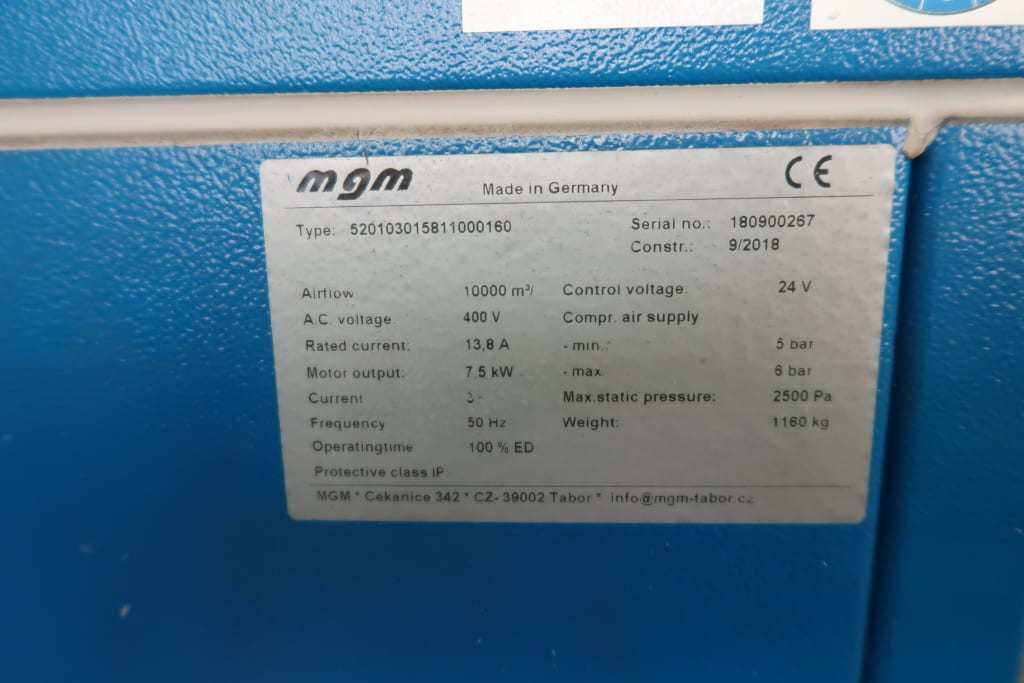 mgm Made in Germany CE
Type: 520103015811000160 Serial no.: 180900267
Constr.: 9/2018
Airflow 10000 m³/ Control voltage: 24 V
A.C. voltage 400 V Compr. air supply
Rated current: 13,8 A - min.: 5 bar
Motor output: 7.5 kW - max 6 bar
Current 3~ Max.static pressure: 2500 Pa
Frequency 50 Hz Weight: 1160 kg
Operatingtime 100 % ED
Protective class IP
MGM * Cekanice 342 * CZ- 39002 Tabor * info@mgm-tabor.cz